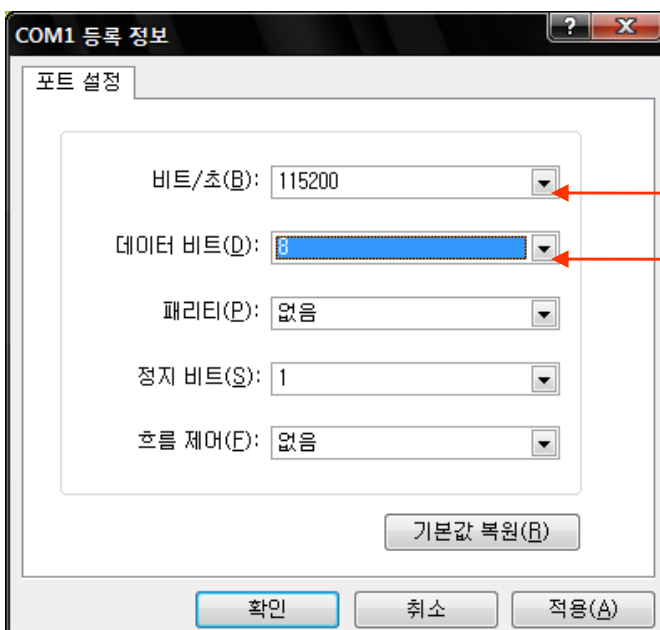 COM1 등록 정보
?
포트 설정
비트/초(B): 115200
데이터 비트(D): 8
패리티(P): 없음
정지 비트(S): 1
흐름 제어(F): 없음
기본값 복원(R)
확인 취소 적용(A)